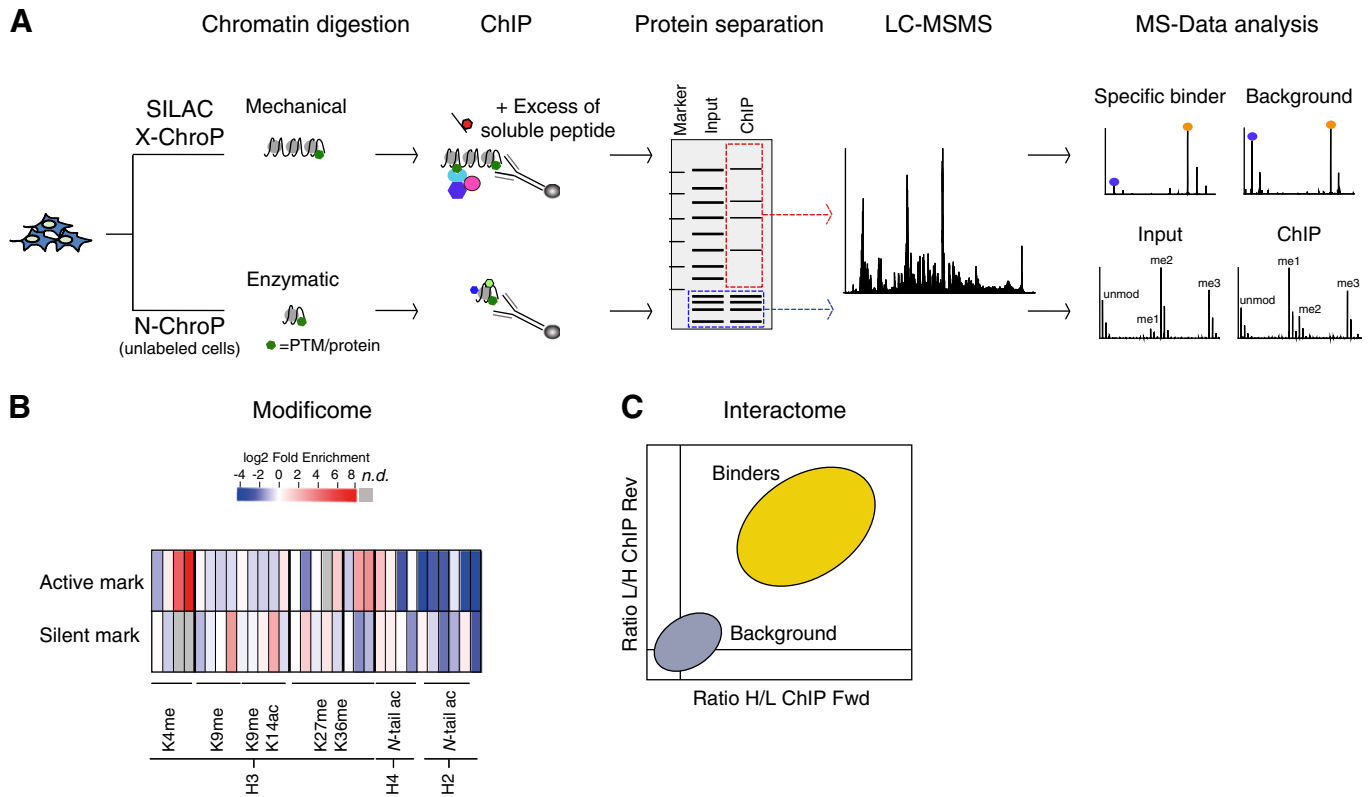 A
Chromatin digestion
ChIP
Protein separation
LC-MSMS
MS-Data analysis
SILAC
X-ChroP
Mechanical
+ Excess of
soluble peptide
Marker
Input
ChIP
Specific binder
Background
Enzymatic
N-ChroP
(unlabeled cells)
=PTM/protein
Input
ChIP
unmod
me1
me2
me3
unmod
me1
me2
me3
B
Modificome
log2 Fold Enrichment
-4 -2 0 2 4 6 8 n.d.
Active mark
Silent mark
K4me
K9me
K9me
K14ac
K27me
K36me
N-tail ac
N-tail ac
H3
H4
H2
C
Interactome
Ratio L/H ChIP Rev
Binders
Background
Ratio H/L ChIP Fwd